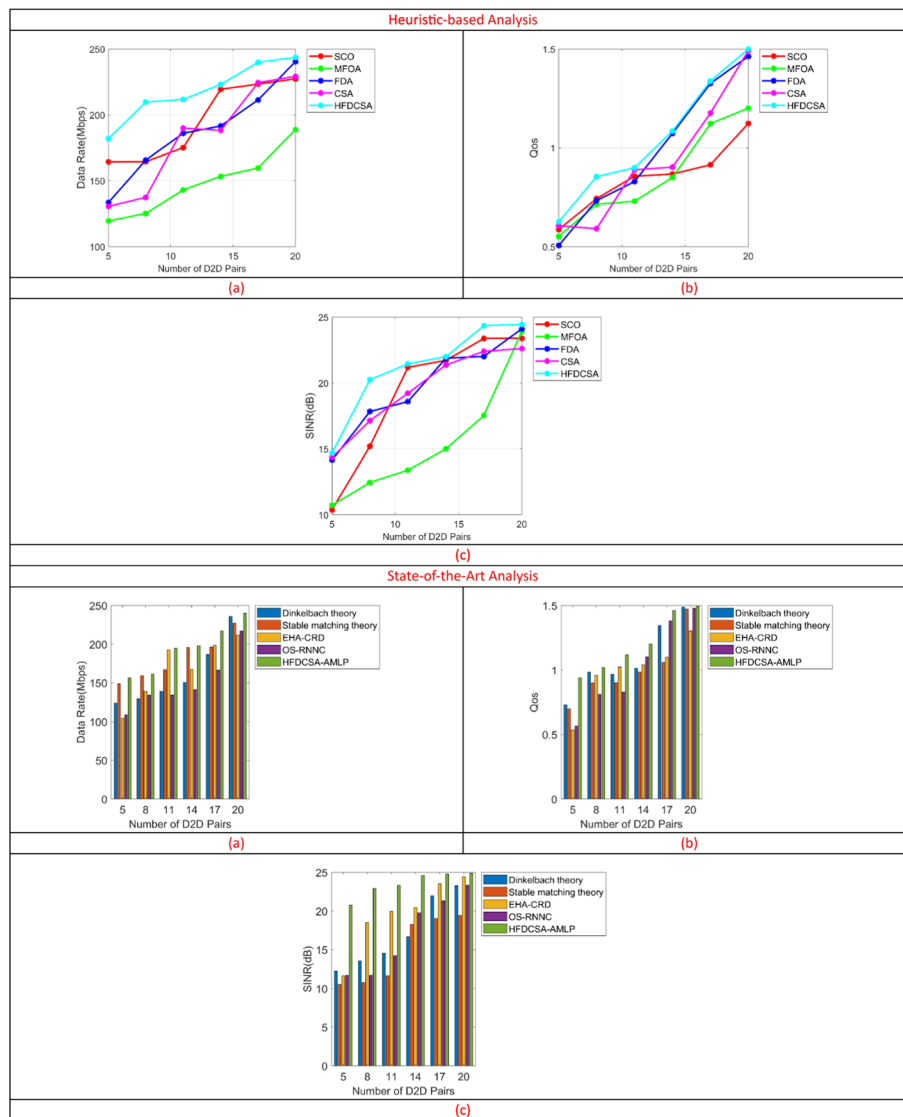 Heuristic-based Analysis
250
200
150
100
5
10
15
20
Data Rate(Mbps)
Number of D2D Pairs
SCO
MFOA
FDA
CSA
HFDCSA
(a)
1.5
1
0.5
5
10
15
20
Qos
Number of D2D Pairs
SCO
MFOA
FDA
CSA
HFDCSA
(b)
25
20
15
10
5
10
15
20
SINR(dB)
Number of D2D Pairs
SCO
MFOA
FDA
CSA
HFDCSA
(c)
State-of-the-Art Analysis
250
200
150
100
50
0
5 8 11 14 17 20
Data Rate(Mbps)
Number of D2D Pairs
Dinkelbach theory
Stable matching theory
EHA-CRD
OS-RNNC
HFDCSA-AMLP
(a)
1.5
1
0.5
0
5 8 11 14 17 20
Qos
Number of D2D Pairs
Dinkelbach theory
Stable matching theory
EHA-CRD
OS-RNNC
HFDCSA-AMLP
(b)
25
20
15
10
5
0
5 8 11 14 17 20
SINR(dB)
Number of D2D Pairs
Dinkelbach theory
Stable matching theory
EHA-CRD
OS-RNNC
HFDCSA-AMLP
(c)